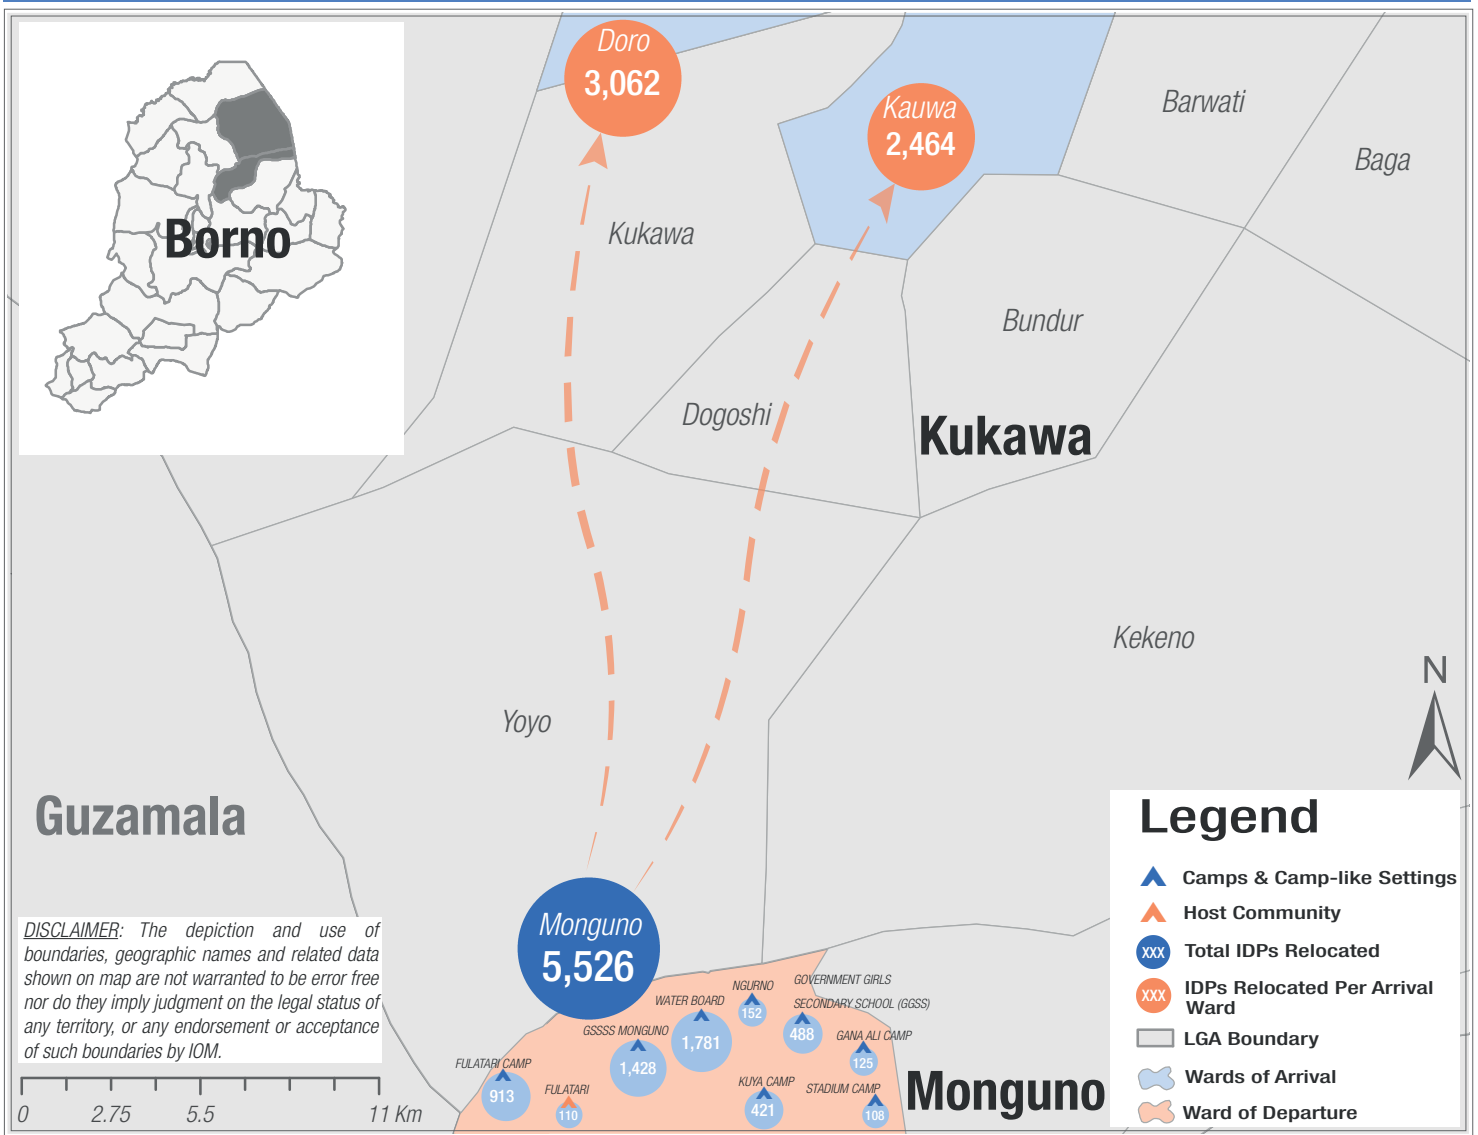 Doro
3,062
Kauwa
2,464
Barwati
Baga
Kukawa
Borno
Bundur
Dogoshi
Kukawa
Kekeno
N
Yoyo
Guzamala
Monguno
5,526
DISCLAIMER: The depiction and use of
boundaries, geographic names and related data
shown on map are not warranted to be error free
nor do they imply judgment on the legal status of
any territory, or any endorsement or acceptance
of such boundaries by IOM.
0 2.75 5.5 11 Km
GOVERNMENT GIRLS
SECONDARY SCHOOL (GGSS)
488
NGURNO
152
WATER BOARD
1,781
GSSSS MONGUNO
1,428
GANA ALI CAMP
125
FULATARI CAMP
913
FULATARI
110
KUYA CAMP
421
STADIUM CAMP
108
Monguno
Legend
Camps & Camp-like Settings
Host Community
XXX Total IDPs Relocated
XXX IDPs Relocated Per Arrival
Ward
LGA Boundary
Wards of Arrival
Ward of Departure